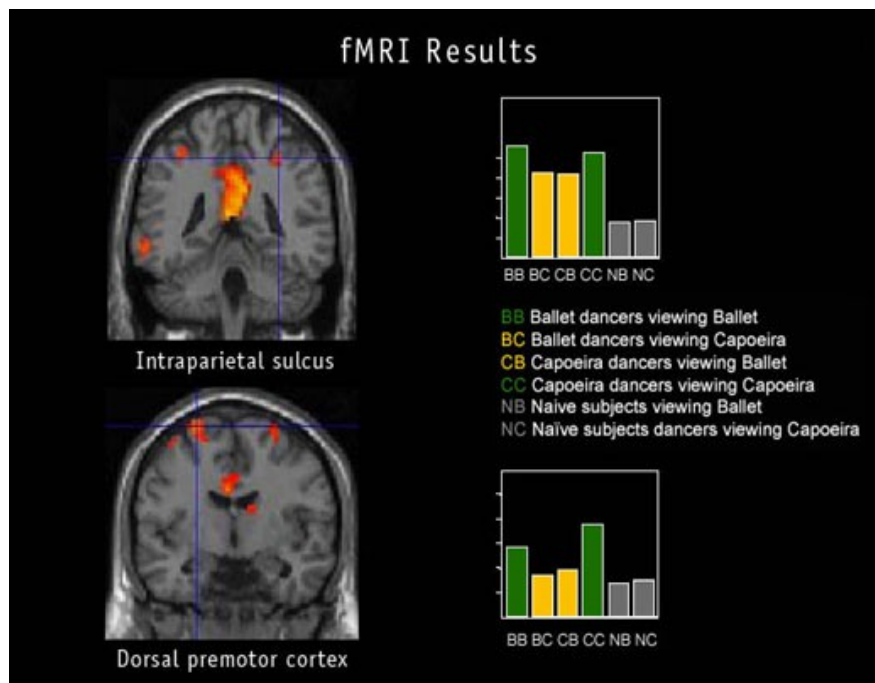 fMRI Results
BB BC CB CC NB NC
Intraparietal sulcus
BB Ballet dancers viewing Ballet
BC Ballet dancers viewing Capoeira
CB Capoeira dancers viewing Ballet
CC Capoeira dancers viewing Capoeira
NB Naive subjects viewing Ballet
NC Naïve subjects dancers viewing Capoeira
BB BC CB CC NB NC
Dorsal premotor cortex